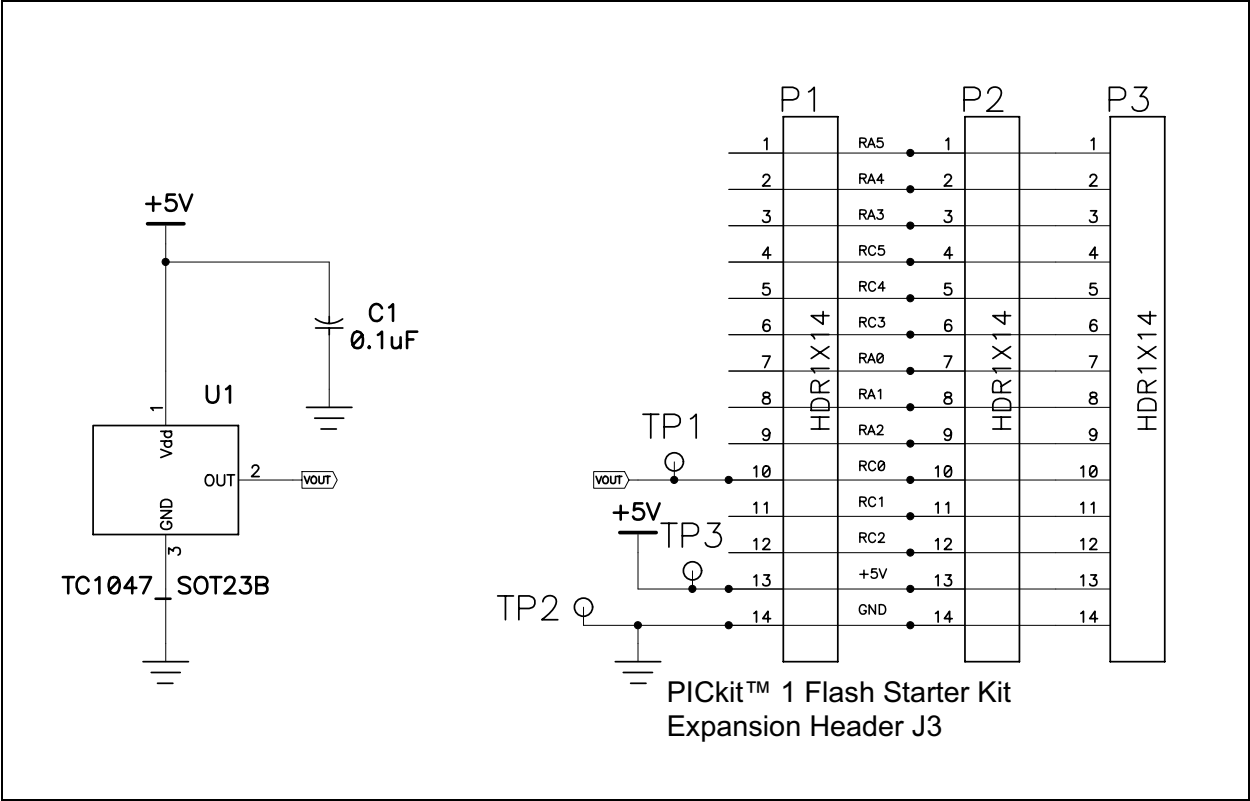 +5V
C1
0.1uF
U1
1
Vdd
OUT
2
VOUT
GND
3
TC1047 SOT23B
P1 P2 P3
1 RA5 1 1
2 RA4 2 2
3 RA3 3 3
4 RC5 4 4
5 RC4 5 5
6 RC3 6 6
7 RA0 7 7
8 RA1 8 8
9 RA2 9 9
10 RC0 10 10
11 RC1 11 11
12 RC2 12 12
13 +5V 13 13
14 GND 14 14
HDR1X14
HDR1X14
HDR1X14
TP1
VOUT
+5V
TP3
TP2
PICkit™ 1 Flash Starter Kit
Expansion Header J3